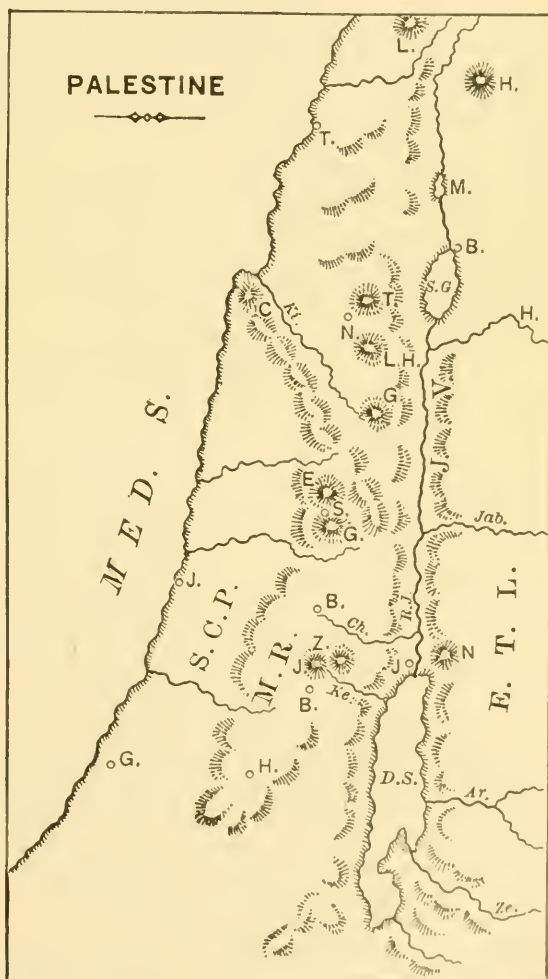 PALESTINE
L.
H.
T.
M.
B.
S.G
T.
C
Ki.
N.
H.
L.H.
G
J. V.
MED. S.
E
S.
G.
Jab.
J.
B.
R.J
Ch.
S.C.P.
E. T. L.
Z.
J
J
N
M.R.
B.
Ke.
G.
H.
D.S.
Ar.
Ze.